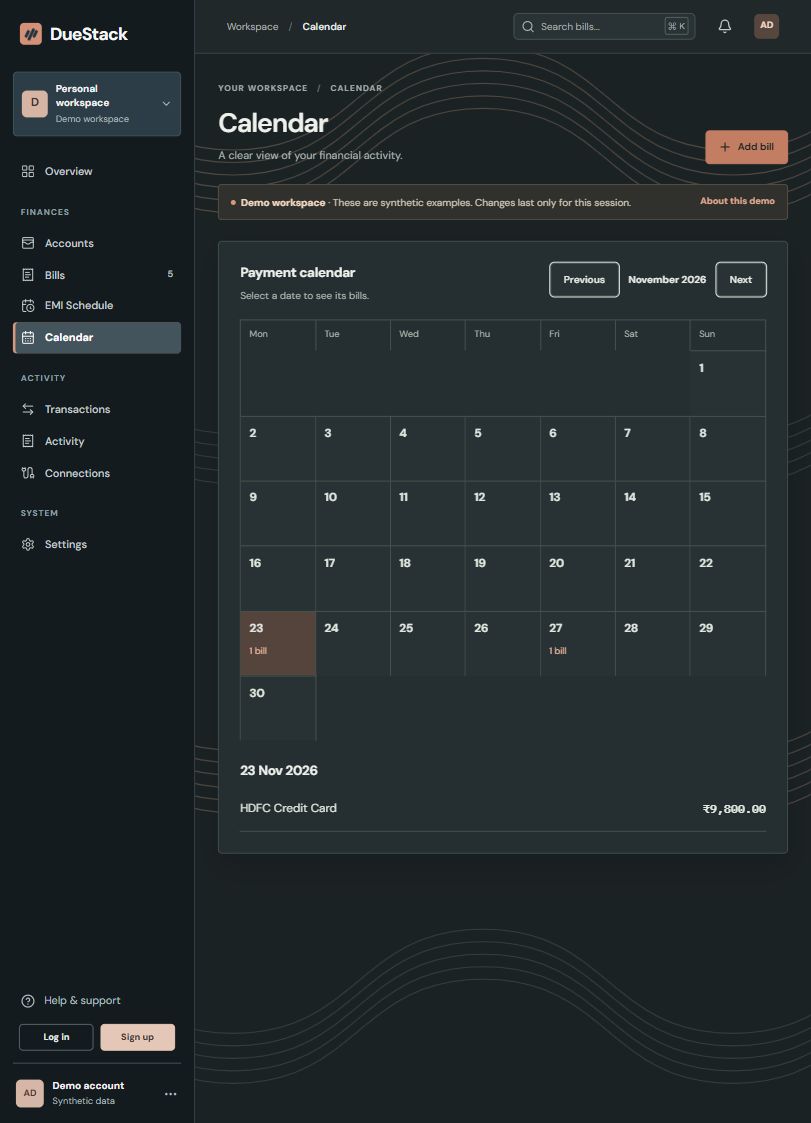 DueStack
D
Personal
workspace
Demo workspace
Overview
FINANCES
Accounts
Bills 5
EMI Schedule
Calendar
ACTIVITY
Transactions
Activity
Connections
SYSTEM
Settings
Help & support
Log in Sign up
AD
Demo account
Synthetic data
Workspace / Calendar
Search bills... ⌘ K
AD
YOUR WORKSPACE / CALENDAR
Calendar
A clear view of your financial activity.
+ Add bill
Demo workspace · These are synthetic examples. Changes last only for this session. About this demo
Payment calendar
Select a date to see its bills.
Previous November 2026 Next
Mon Tue Wed Thu Fri Sat Sun
1
2 3 4 5 6 7 8
9 10 11 12 13 14 15
16 17 18 19 20 21 22
23 24 25 26 27 28 29
1 bill 1 bill
30
23 Nov 2026
HDFC Credit Card ₹9,800.00